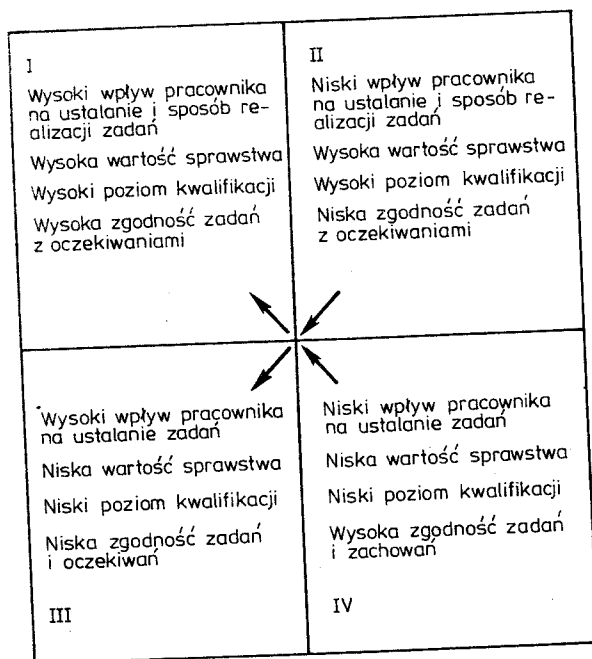 I
Wysoki wpływ pracownika
na ustalanie i sposób re-
alizacji zadań
Wysoka wartość sprawstwa
Wysoki poziom kwalifikacji
Wysoka zgodność zadań
z oczekiwaniami
II
Niski wpływ pracownika
na ustalanie i sposób re-
alizacji zadań
Wysoka wartość sprawstwa
Wysoki poziom kwalifikacji
Niska zgodność zadań
z oczekiwaniami
Wysoki wpływ pracownika
na ustalanie zadań
Niska wartość sprawstwa
Niski poziom kwalifikacji
Niska zgodność zadań
i oczekiwań
III
Niski wpływ pracownika
na ustalanie zadań
Niska wartość sprawstwa
Niski poziom kwalifikacji
Wysoka zgodność zadań
i zachowań
IV